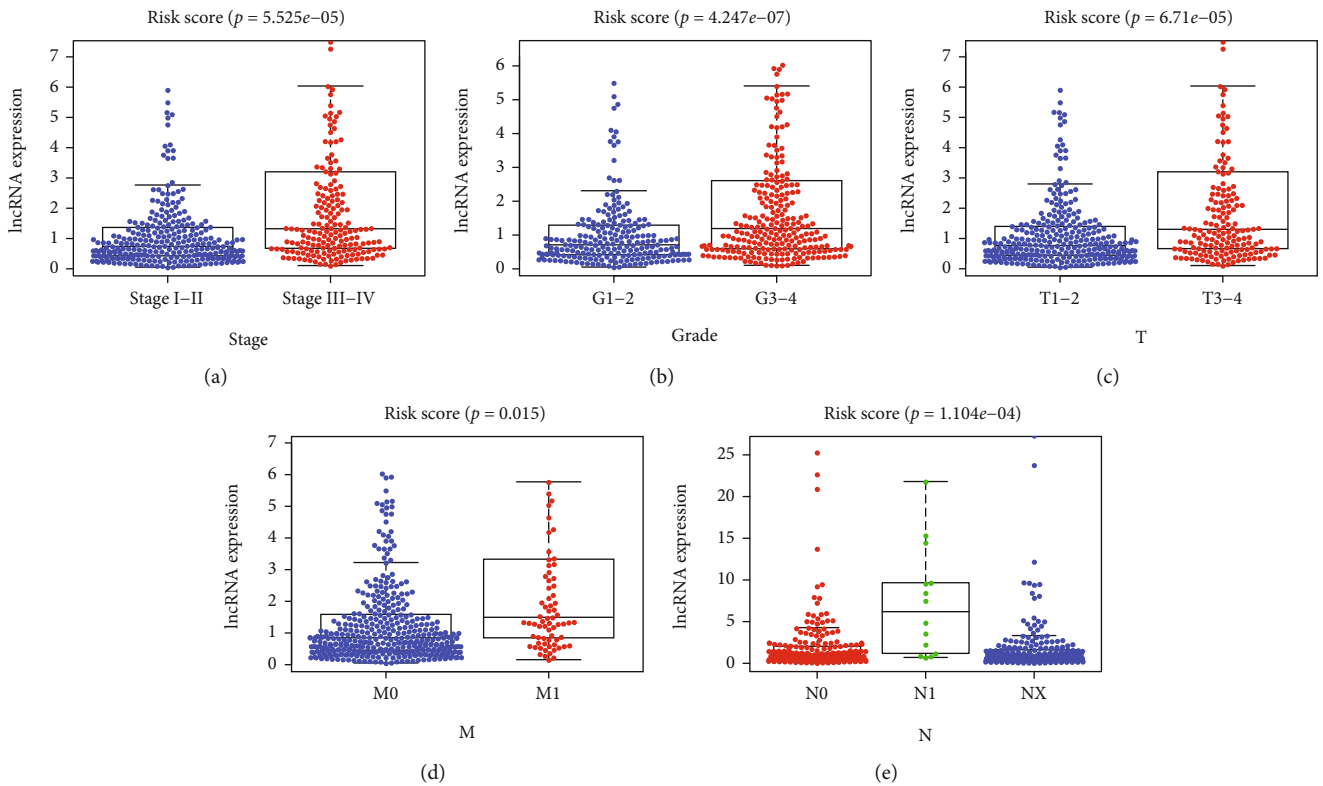 Risk score (p = 5.525e−05)
lncRNA expression
7
6
5
4
3
2
1
0
Stage I−II
Stage III−IV
Stage
(a)
Risk score (p = 4.247e−07)
lncRNA expression
6
5
4
3
2
1
0
G1−2
G3−4
Grade
(b)
Risk score (p = 6.71e−05)
lncRNA expression
7
6
5
4
3
2
1
0
T1−2
T3−4
T
(c)
Risk score (p = 0.015)
lncRNA expression
7
6
5
4
3
2
1
0
M0
M1
M
(d)
Risk score (p = 1.104e−04)
lncRNA expression
25
20
15
10
5
0
N0
N1
NX
N
(e)